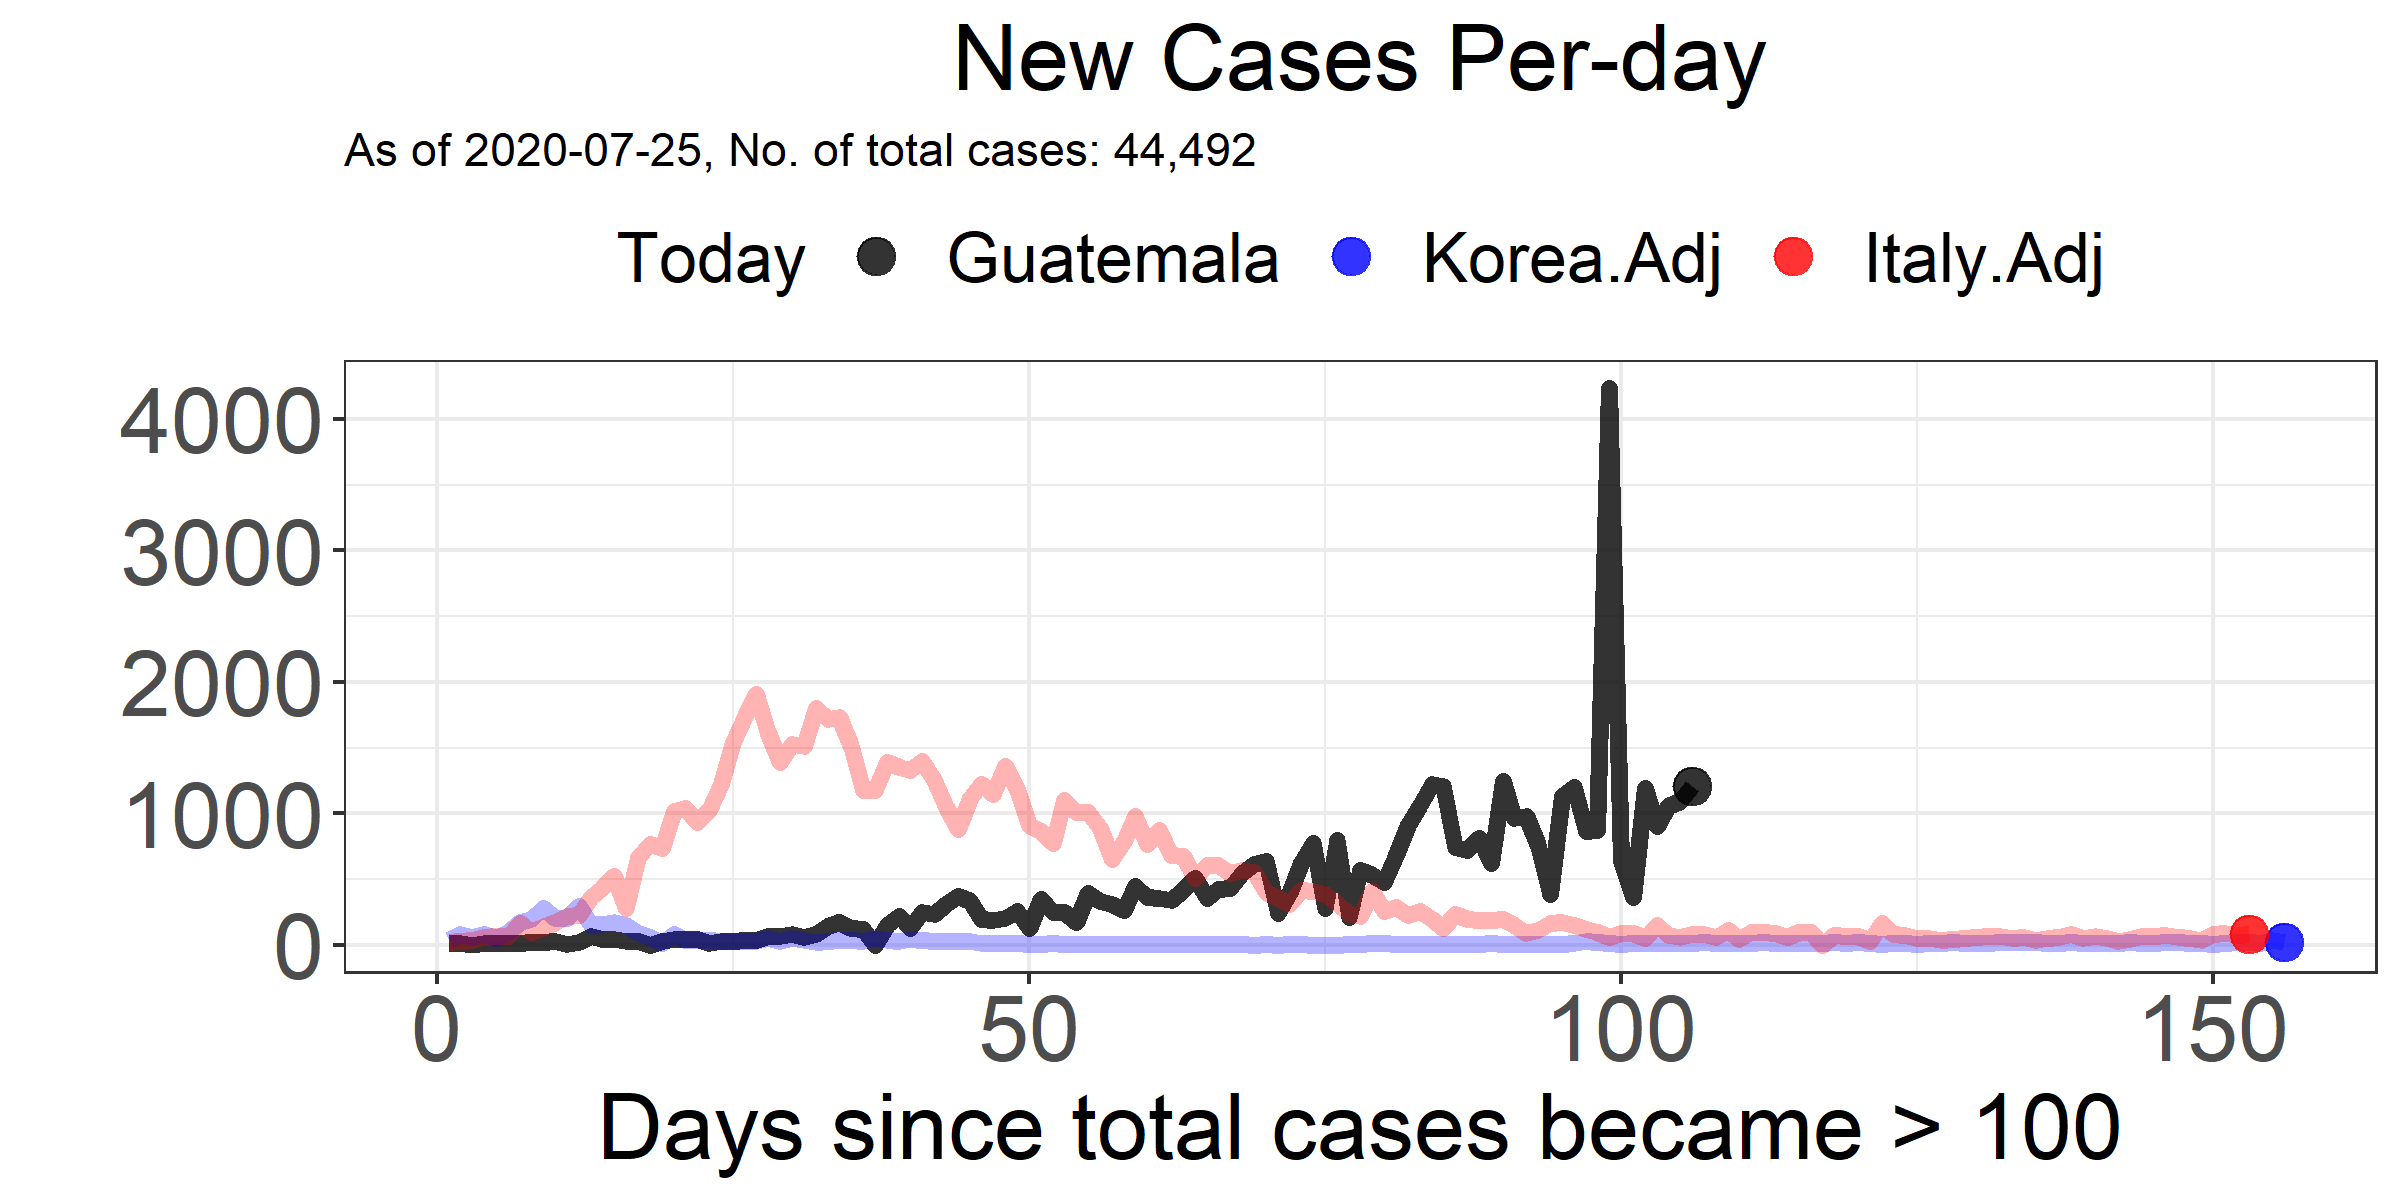 New Cases Per-day
As of 2020-07-25, No. of total cases: 44,492
Today Guatemala Korea.Adj Italy.Adj
4000
3000
2000
1000
0
0 50 100 150
Days since total cases became > 100